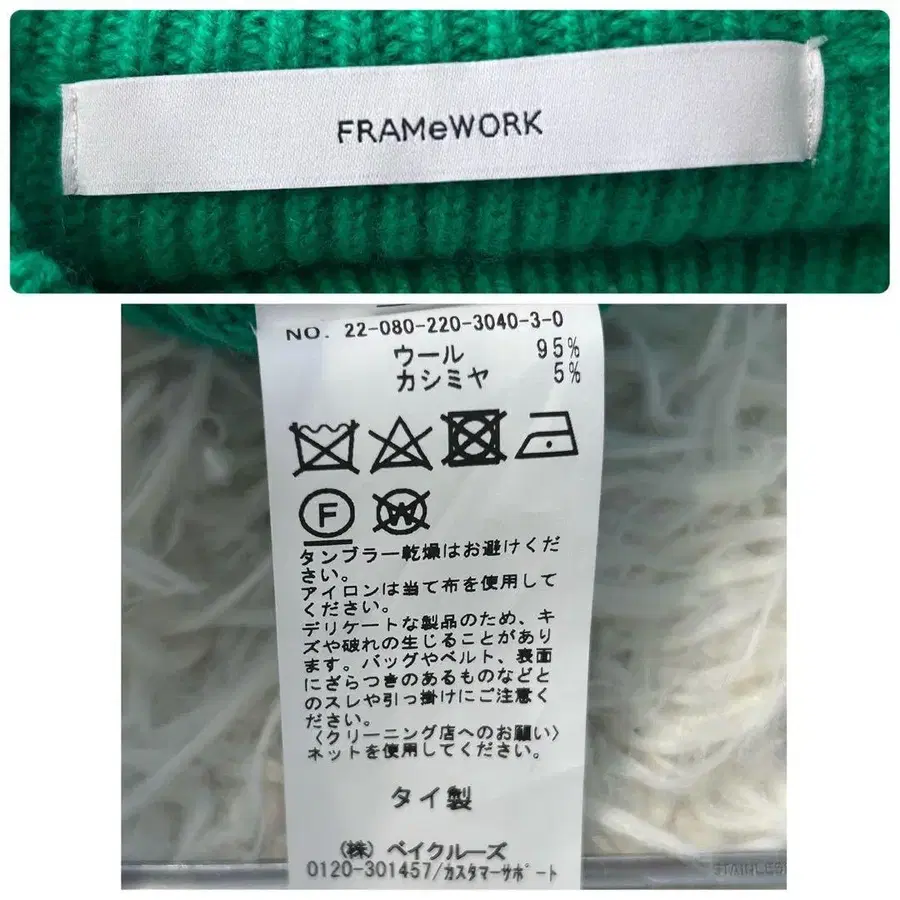 FRAMeWORK
NO. 22-080-220-3040-3-0
ウール 95%
カシミヤ 5%
F
W
タンブラー乾燥はお避けくだ
さい。
アイロンは当て布を使用して
ください。
デリケートな製品のため、キ
ズや破れの生じることがあり
ます。バッグやベルト、表面
にざらつきのあるものなどと
のスレや引っ掛けにご注意く
ださい。
〈クリーニング店へのお願い〉
ネットを使用してください。
タイ製
(株) ベイクルーズ
0120-301457/カスタマーサポート